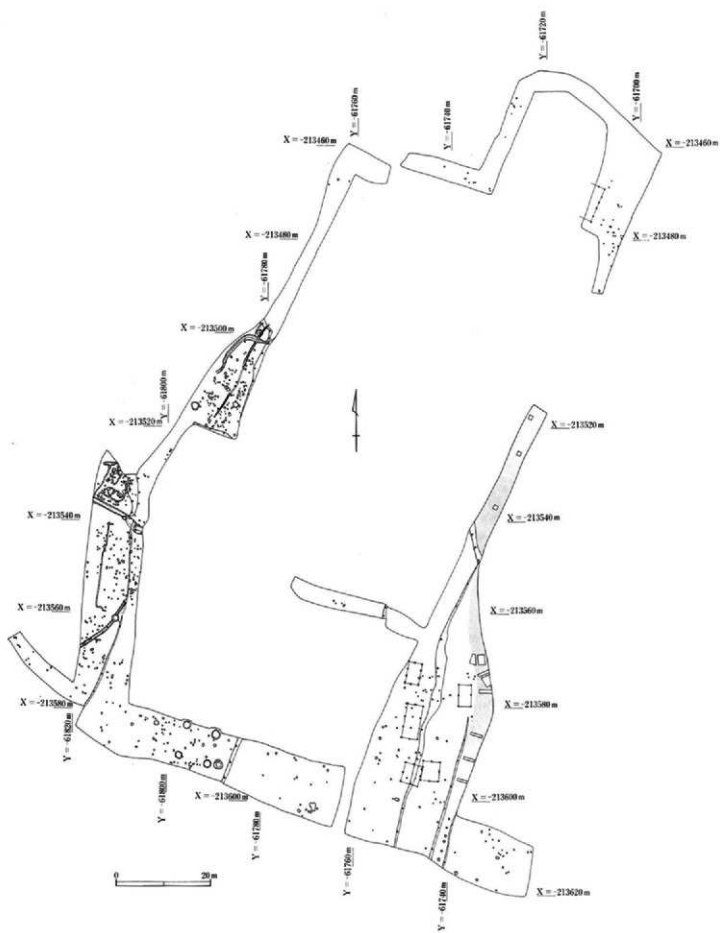 Y = -61720m
Y = -61760m
Y = -61740m
Y = -61700m
X = -213460m
X = -213460m
X = -213480m
X = -213480m
Y = -61780m
X = -213500m
Y = -61800m
X = -213520m
X = -213520m
X = -213540m
X = -213540m
X = -213560m
X = -213560m
X = -213580m
X = -213580m
Y = -61820m
Y = -61800m
X = -213600m
X = -213600m
Y = -61780m
Y = -61760m
Y = -61740m
0
20m
X = -213620m